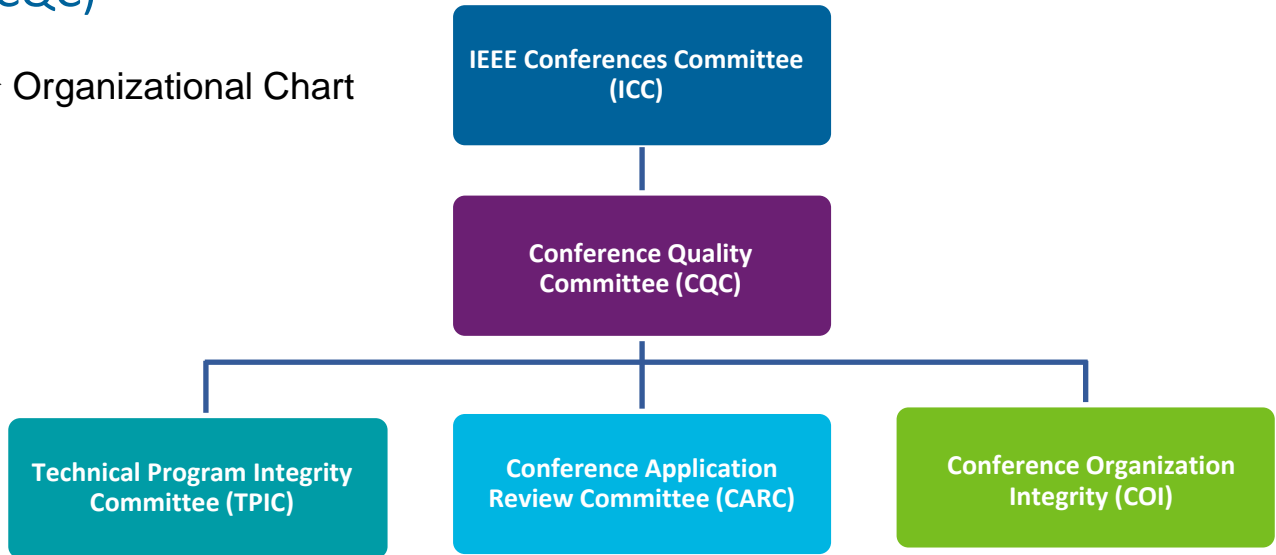 CQC)
Organizational Chart
IEEE Conferences Committee
(ICC)
Conference Quality
Committee (CQC)
Technical Program Integrity
Committee (TPIC)
Conference Application
Review Committee (CARC)
Conference Organization
Integrity (COI)